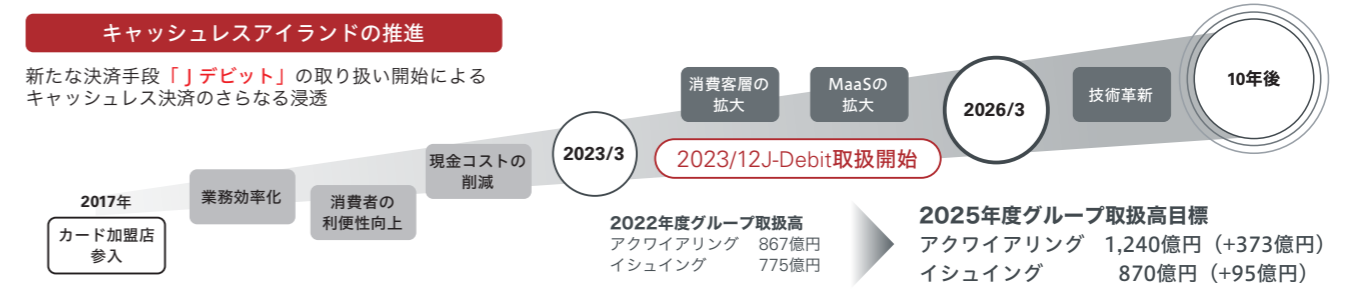 キャッシュレスアイランドの推進
新たな決済手段「Jデビット」の取り扱い開始による
キャッシュレス決済のさらなる浸透
2017年
カード加盟店
参入
業務効率化
消費者の
利便性向上
現金コストの
削減
2023/3
消費客層の
拡大
MaaSの
拡大
2023/12J-Debit取扱開始
2026/3
技術革新
10年後
2022年度グループ取扱高
アクワイアリング 867億円
イシュイング 775億円
2025年度グループ取扱高目標
アクワイアリング 1,240億円（+373億円）
イシュイング 870億円（+95億円）